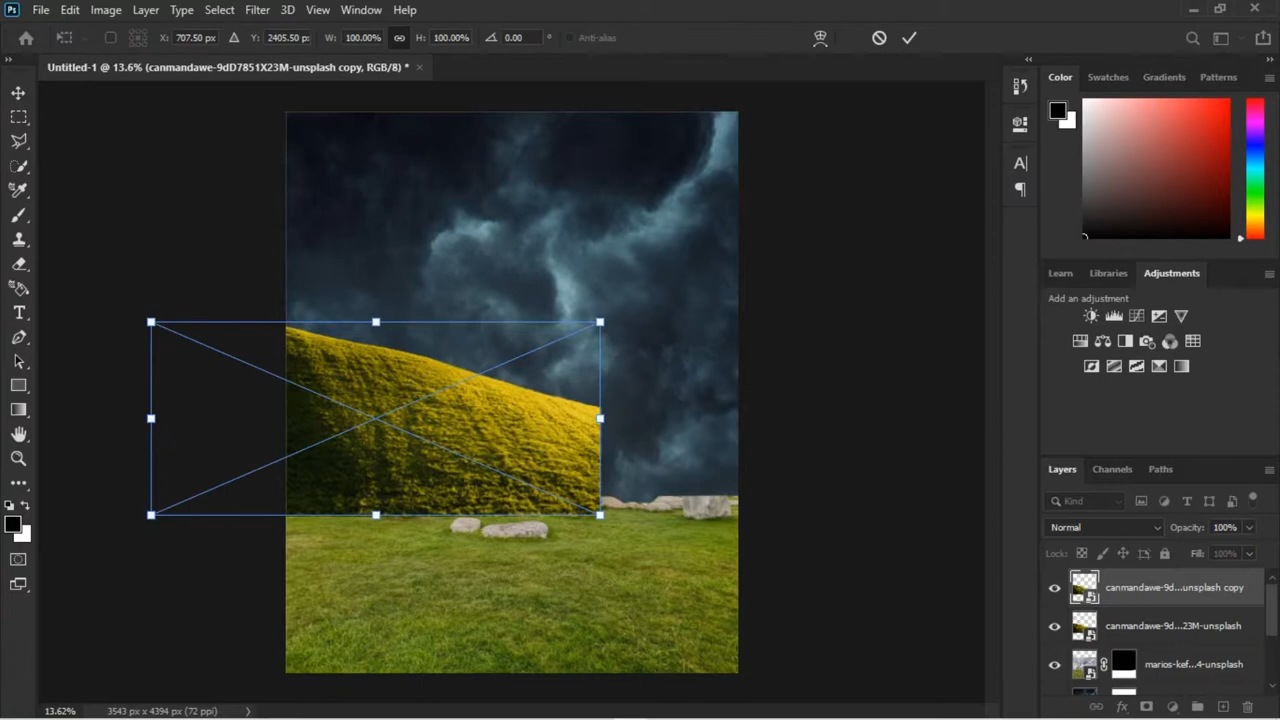 Ps File Edit Image Layer Type Select Filter 3D View Window Help
X: 707.50 px Y: 2405.50 px W: 100.00% H: 100.00% 0.00 ° Anti-alias
Untitled-1 @ 13.6% (canmandawe-9dD7851X23M-unsplash copy, RGB/8) * ×
Color Swatches Gradients Patterns
Learn Libraries Adjustments
Add an adjustment
Layers Channels Paths
Kind
Normal Opacity: 100%
Lock: Fill: 100%
canmandawe-9d...unsplash copy
canmandawe-9d...23M-unsplash
marios-kef...4-unsplash
13.62% 3543 px x 4394 px (72 ppi)